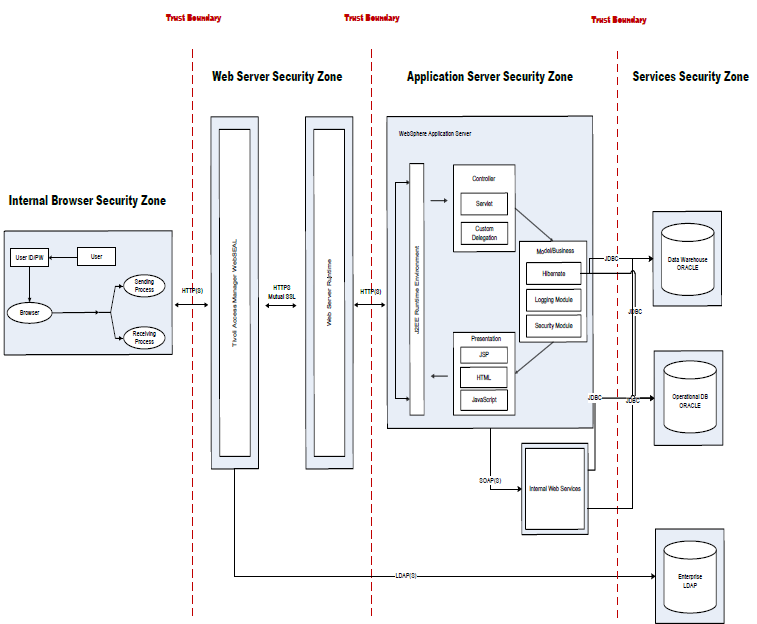 Trust Boundary
Trust Boundary
Trust Boundary
Web Server Security Zone
Application Server Security Zone
Services Security Zone
Internal Browser Security Zone
User ID/PW
User
Browser
Sending
Process
Receiving
Process
HTTP(S)
Tivoli Access Manager WebSEAL
HTTPS
Mutual SSL
Web Server Runtime
HTTP(S)
WebSphere Application Server
J2EE Runtime Environment
Controller
Servlet
Custom
Delegation
Model/Business
Hibernate
Logging Module
Security Module
Presentation
JSP
HTML
JavaScript
JDBC
JDBC
JDBC
JDBC
Data Warehouse
ORACLE
Operational DB
ORACLE
SOAP(S)
Internal Web Services
LDAP(S)
Enterprise
LDAP